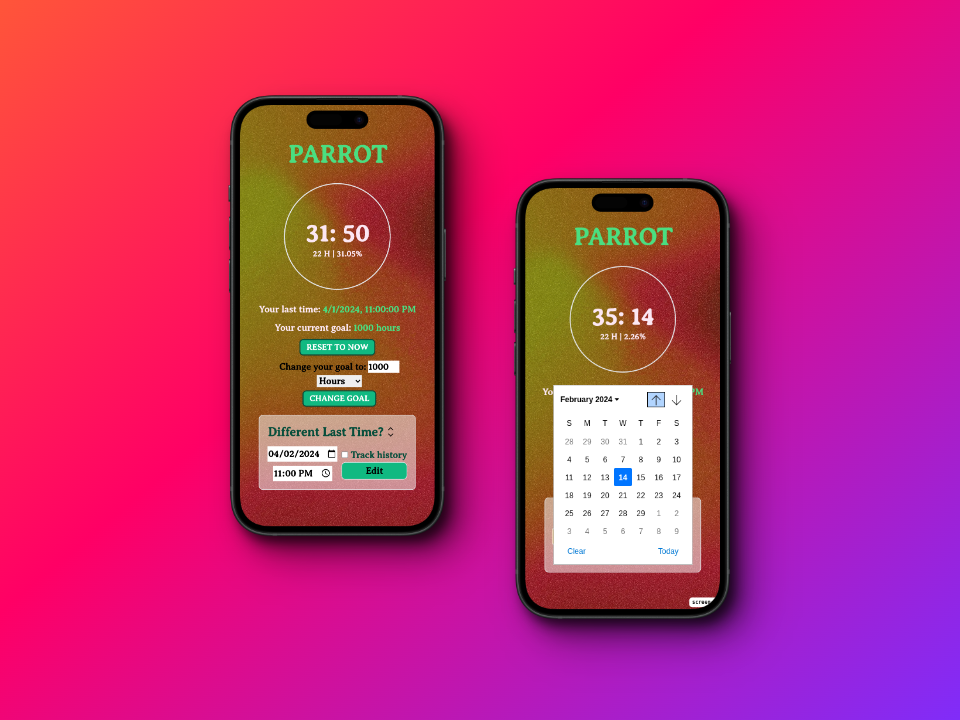 PARROT
31: 50
22 H | 31.05%
Your last time: 4/1/2024, 11:00:00 PM
Your current goal: 1000 hours
RESET TO NOW
Change your goal to: 1000
Hours
CHANGE GOAL
Different Last Time?
04/02/2024
Track history
11:00 PM
Edit
PARROT
35: 14
22 H | 2.26%
February 2024
S M T W T F S
28 29 30 31 1 2 3
4 5 6 7 8 9 10
11 12 13 14 15 16 17
18 19 20 21 22 23 24
25 26 27 28 29 1 2
3 4 5 6 7 8 9
Clear Today